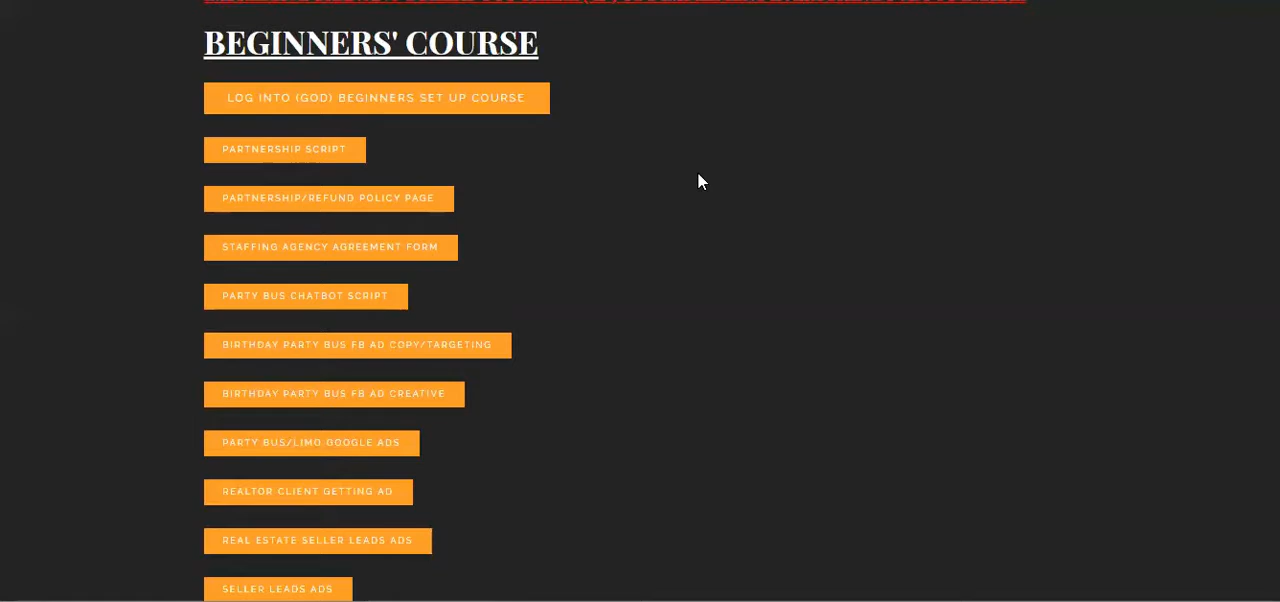 BEGINNERS' COURSE
LOG INTO (GOD) BEGINNERS SET UP COURSE
PARTNERSHIP SCRIPT
PARTNERSHIP/REFUND POLICY PAGE
STAFFING AGENCY AGREEMENT FORM
PARTY BUS CHATBOT SCRIPT
BIRTHDAY PARTY BUS FB AD COPY/TARGETING
BIRTHDAY PARTY BUS FB AD CREATIVE
PARTY BUS/LIMO GOOGLE ADS
REALTOR CLIENT GETTING AD
REAL ESTATE SELLER LEADS ADS
SELLER LEADS ADS